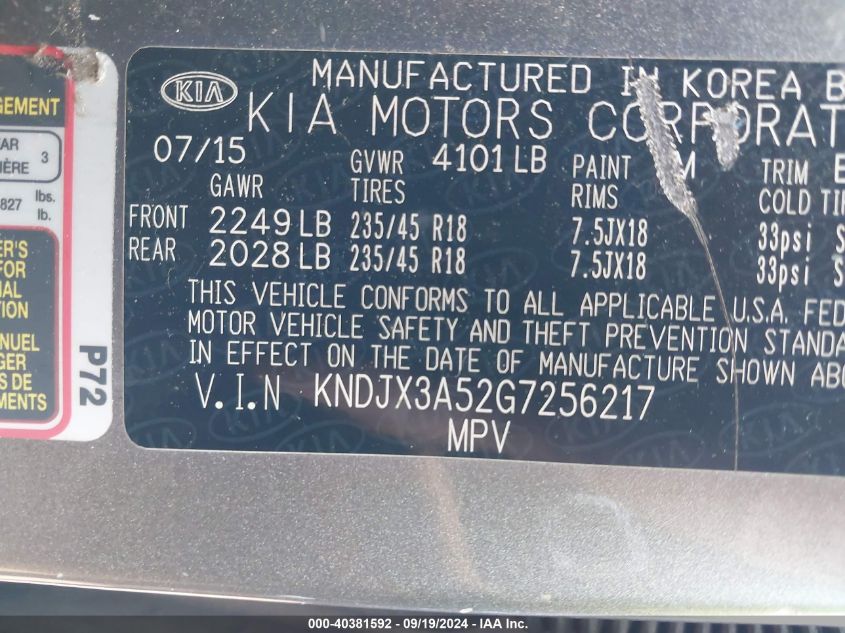 AGEMENT
AR
IÈRE 3
827 lbs.
lb.
ER'S
FOR
NAL
TION
NUEL
GER
S DE
MENTS
P72
KIA
MANUFACTURED IN KOREA B
KIA MOTORS CORPORAT
07/15 GVWR 4101 LB PAINT M TRIM E
GAWR TIRES RIMS COLD TI
FRONT 2249 LB 235/45 R18 7.5JX18 33psi S
REAR 2028 LB 235/45 R18 7.5JX18 33psi S
THIS VEHICLE CONFORMS TO ALL APPLICABLE U.S.A. FED
MOTOR VEHICLE SAFETY AND THEFT PREVENTION STANDA
IN EFFECT ON THE DATE OF MANUFACTURE SHOWN ABO
V.I.N KNDJX3A52G7256217
MPV
000-40381592 - 09/19/2024 - IAAI Inc.